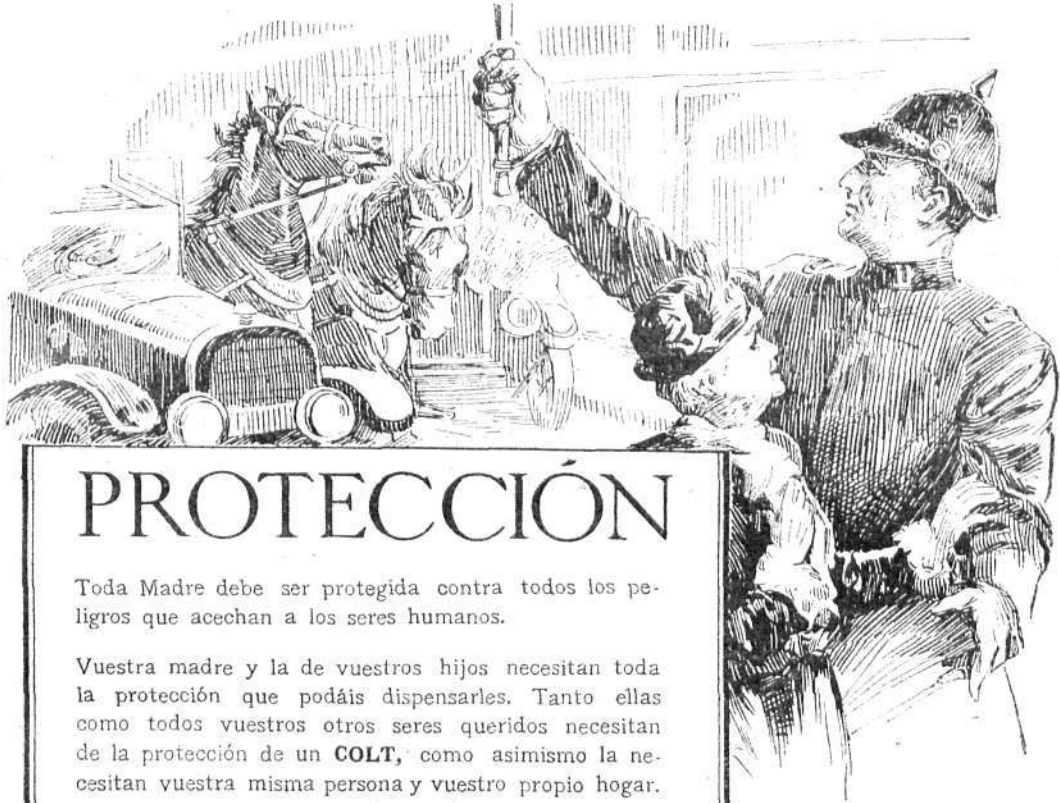 PROTECCIÓN
Toda Madre debe ser protegida contra todos los pe-
ligros que acechan a los seres humanos.
Vuestra madre y la de vuestros hijos necesitan toda
la protección que podáis dispensarles. Tanto ellas
como todos vuestros otros seres queridos necesitan
de la protección de un COLT, como asimismo la ne-
cesitan vuestra misma persona y vuestro propio hogar.